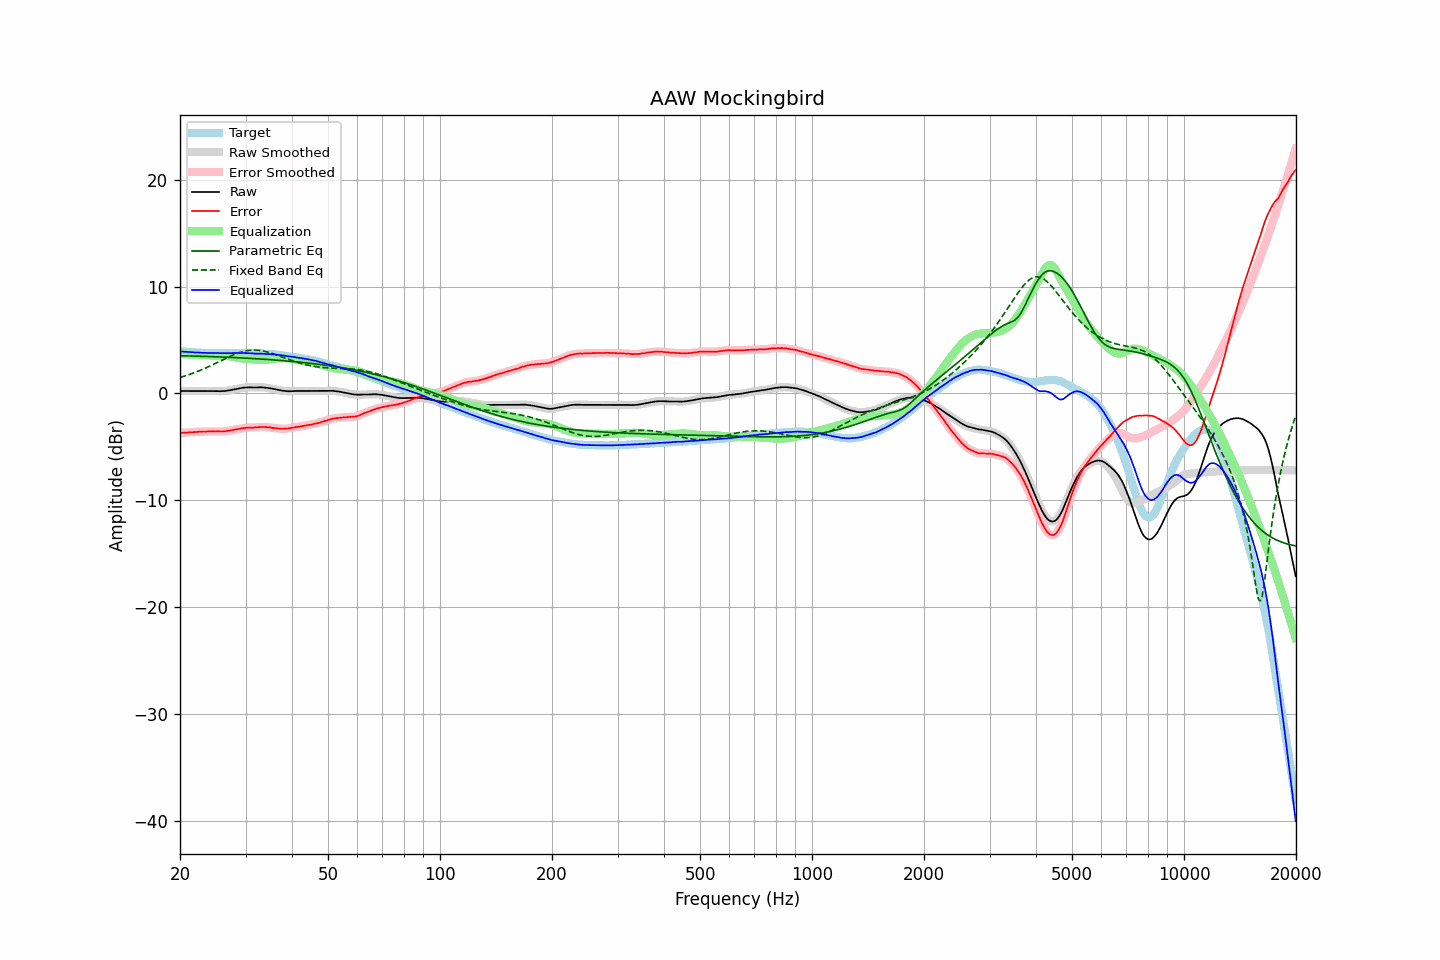 AAW Mockingbird
Target
Raw Smoothed
Error Smoothed
Raw
Error
Equalization
Parametric Eq
Fixed Band Eq
Equalized
20
10
0
−10
−20
−30
−40
Amplitude (dBr)
20 50 100 200 500 1000 2000 5000 10000 20000
Frequency (Hz)